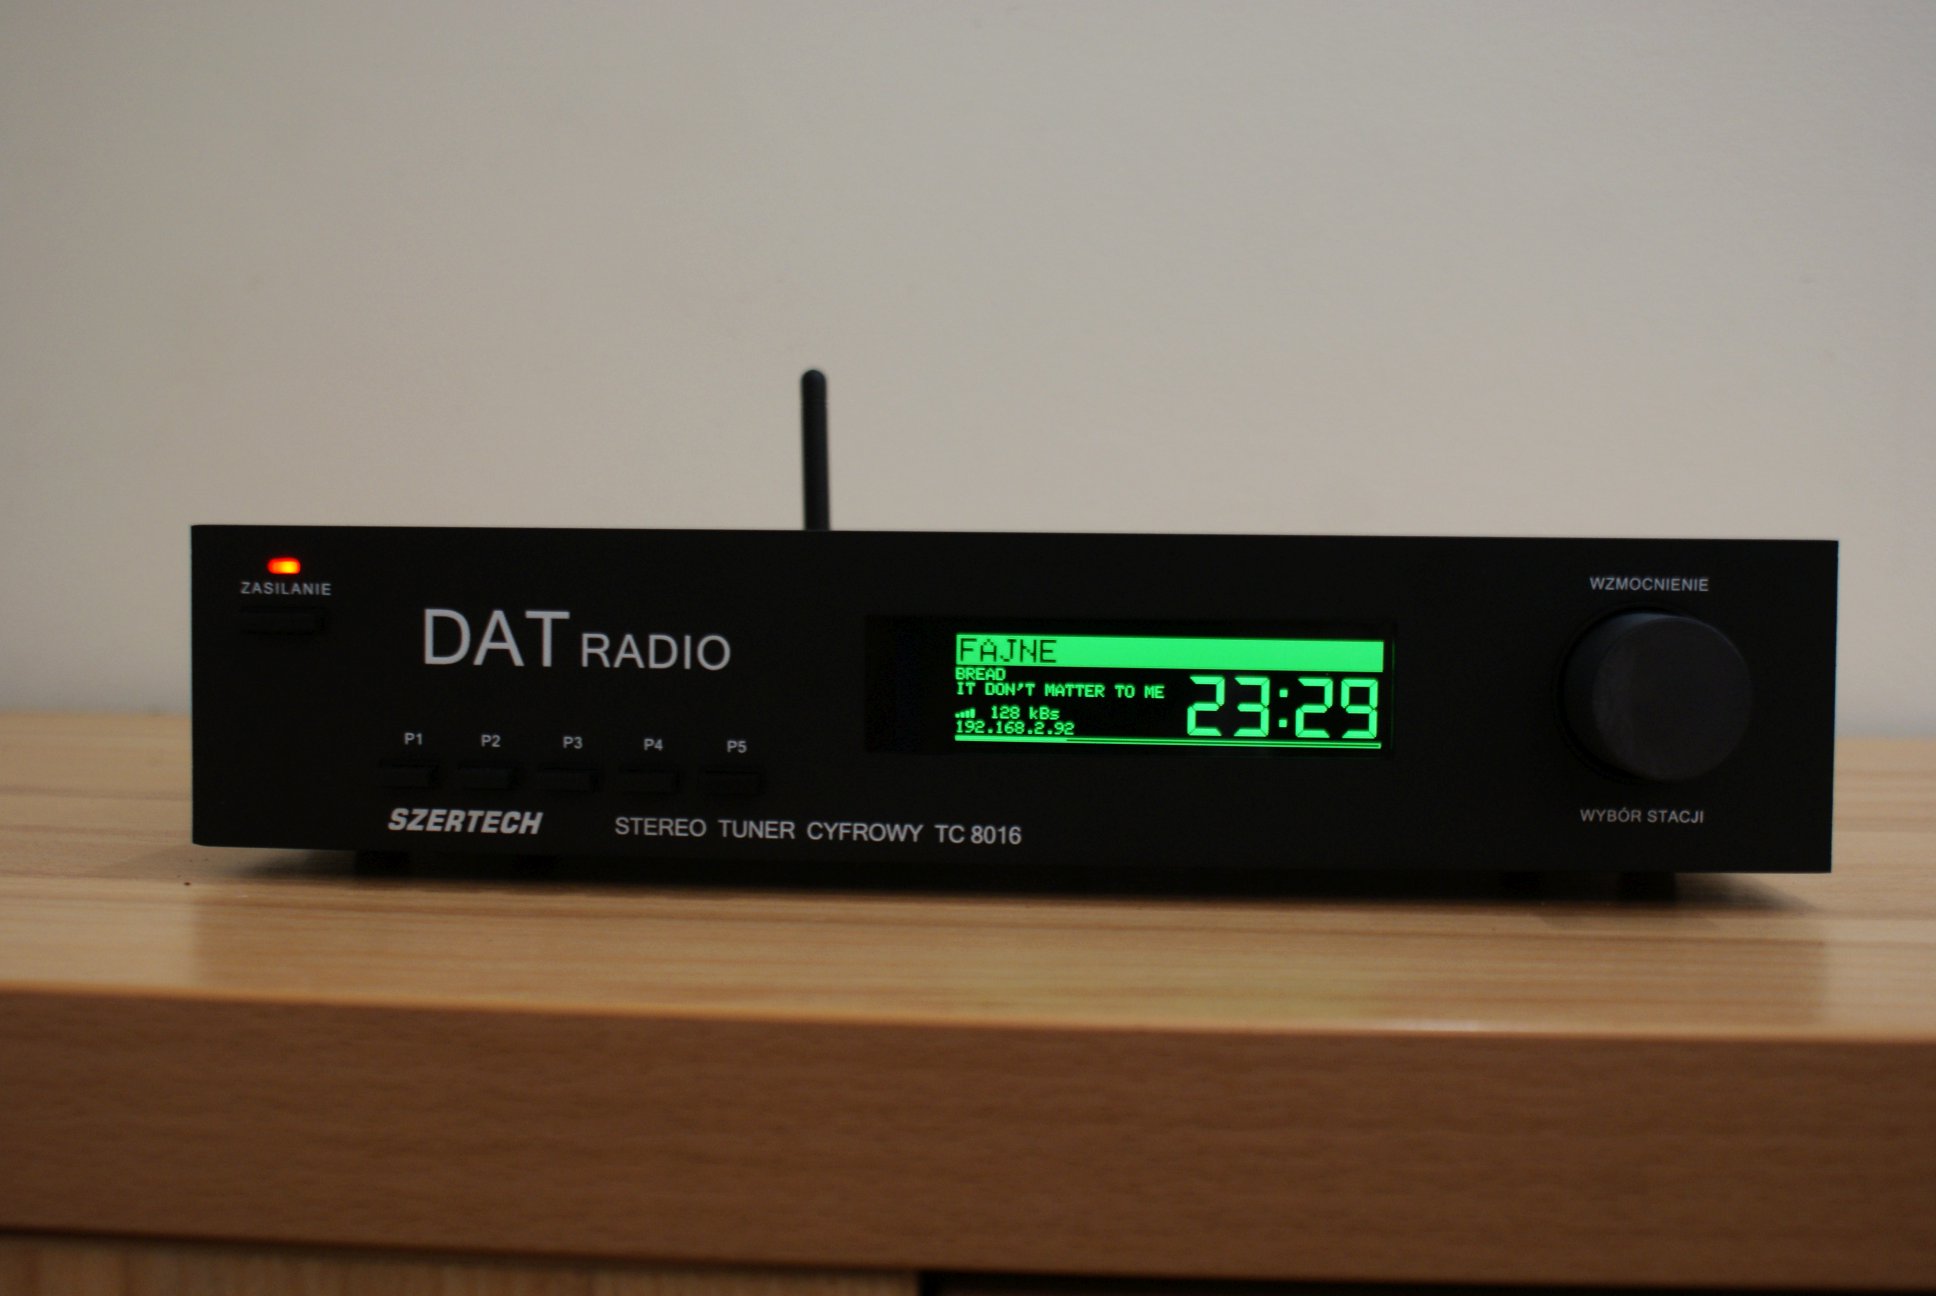 ZASILANIE
DAT RADIO
P1 P2 P3 P4 P5
SZERTECH
STEREO TUNER CYFROWY TC 8016
FAJNE
BREAD
IT DON'T MATTER TO ME
23:29
128 kBs
192.168.2.92
WZMOCNIENIE
WYBÓR STACJI